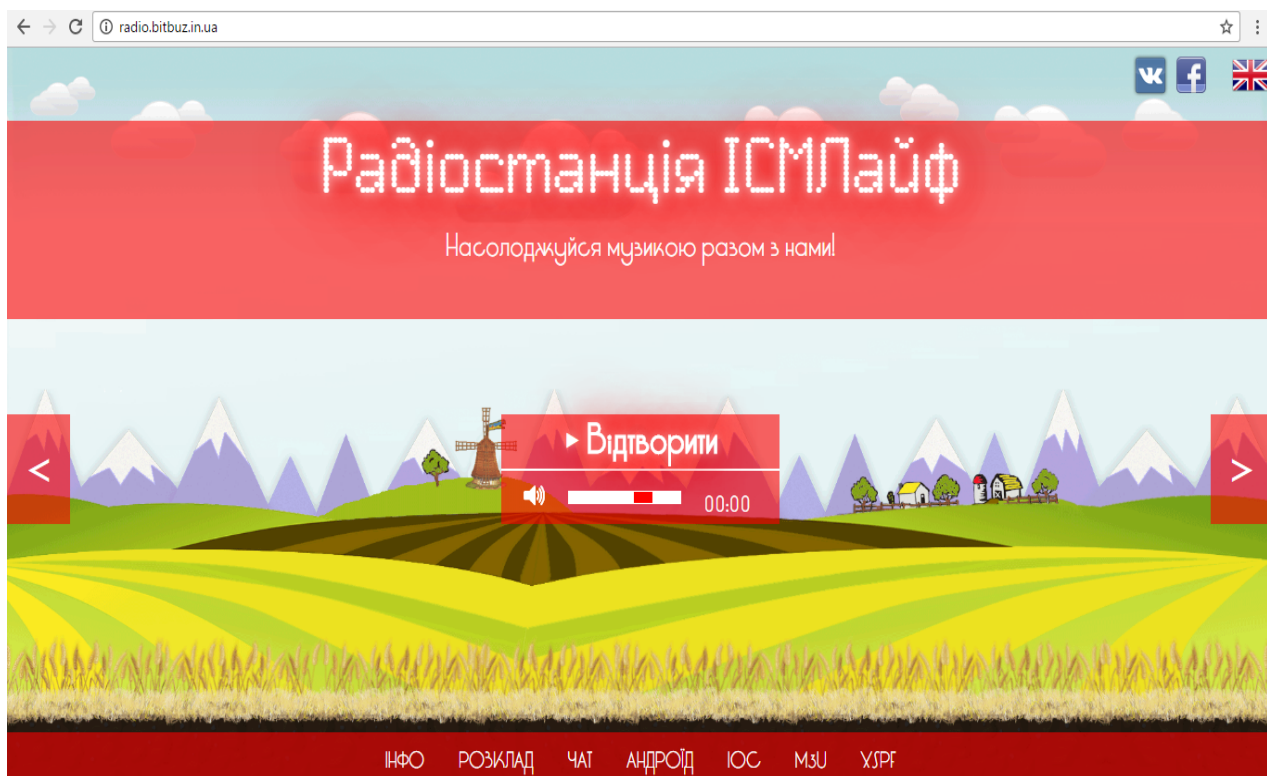 radio.bitbuz.in.ua
Радіостанція ІСМЛайф
Насолоджуйся музикою разом з нами!
Відтворити
< >
00:00
ІНФО РОЗКЛАД ЧАТ АНДРОЇД ІОС M3U XSPF